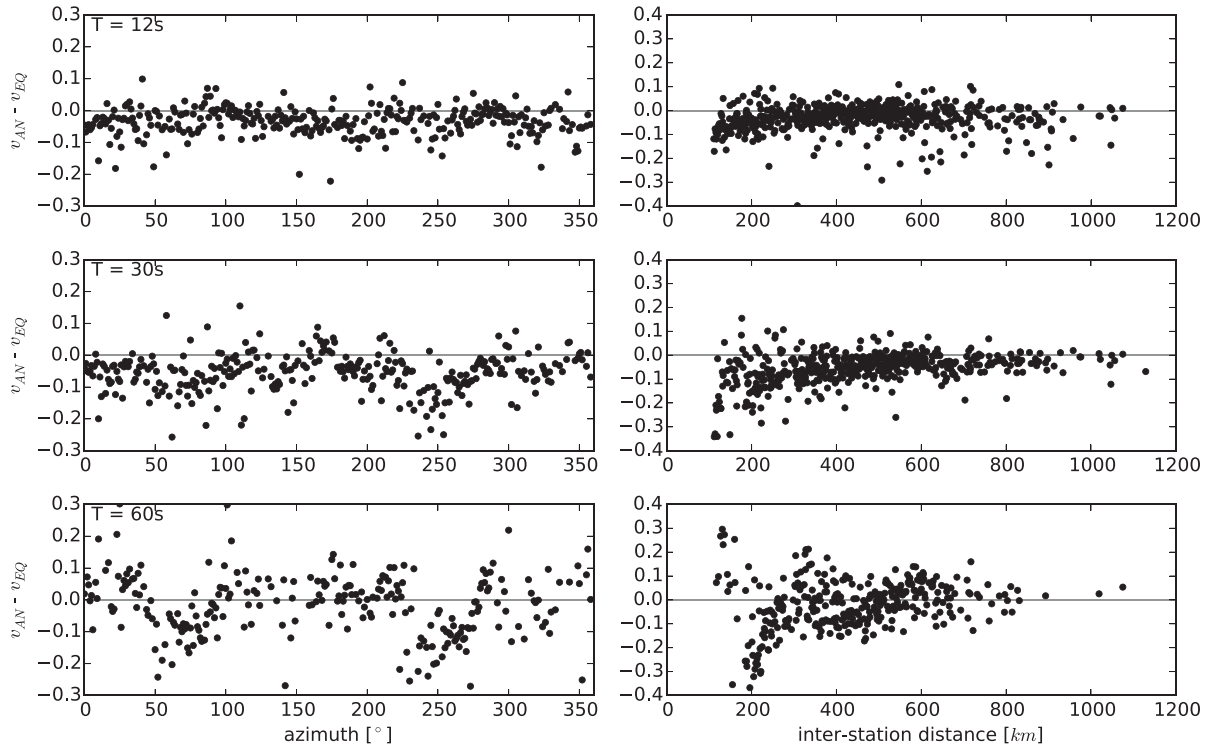 T = 12s
v_AN - v_EQ
0.3 0.2 0.1 0.0 −0.1 −0.2 −0.3
0 50 100 150 200 250 300 350
0.4 0.3 0.2 0.1 0.0 −0.1 −0.2 −0.3 −0.4
0 200 400 600 800 1000 1200
T = 30s
v_AN - v_EQ
0.3 0.2 0.1 0.0 −0.1 −0.2 −0.3
0 50 100 150 200 250 300 350
0.4 0.3 0.2 0.1 0.0 −0.1 −0.2 −0.3 −0.4
0 200 400 600 800 1000 1200
T = 60s
v_AN - v_EQ
0.3 0.2 0.1 0.0 −0.1 −0.2 −0.3
0 50 100 150 200 250 300 350
azimuth [°]
0.4 0.3 0.2 0.1 0.0 −0.1 −0.2 −0.3 −0.4
0 200 400 600 800 1000 1200
inter-station distance [km]